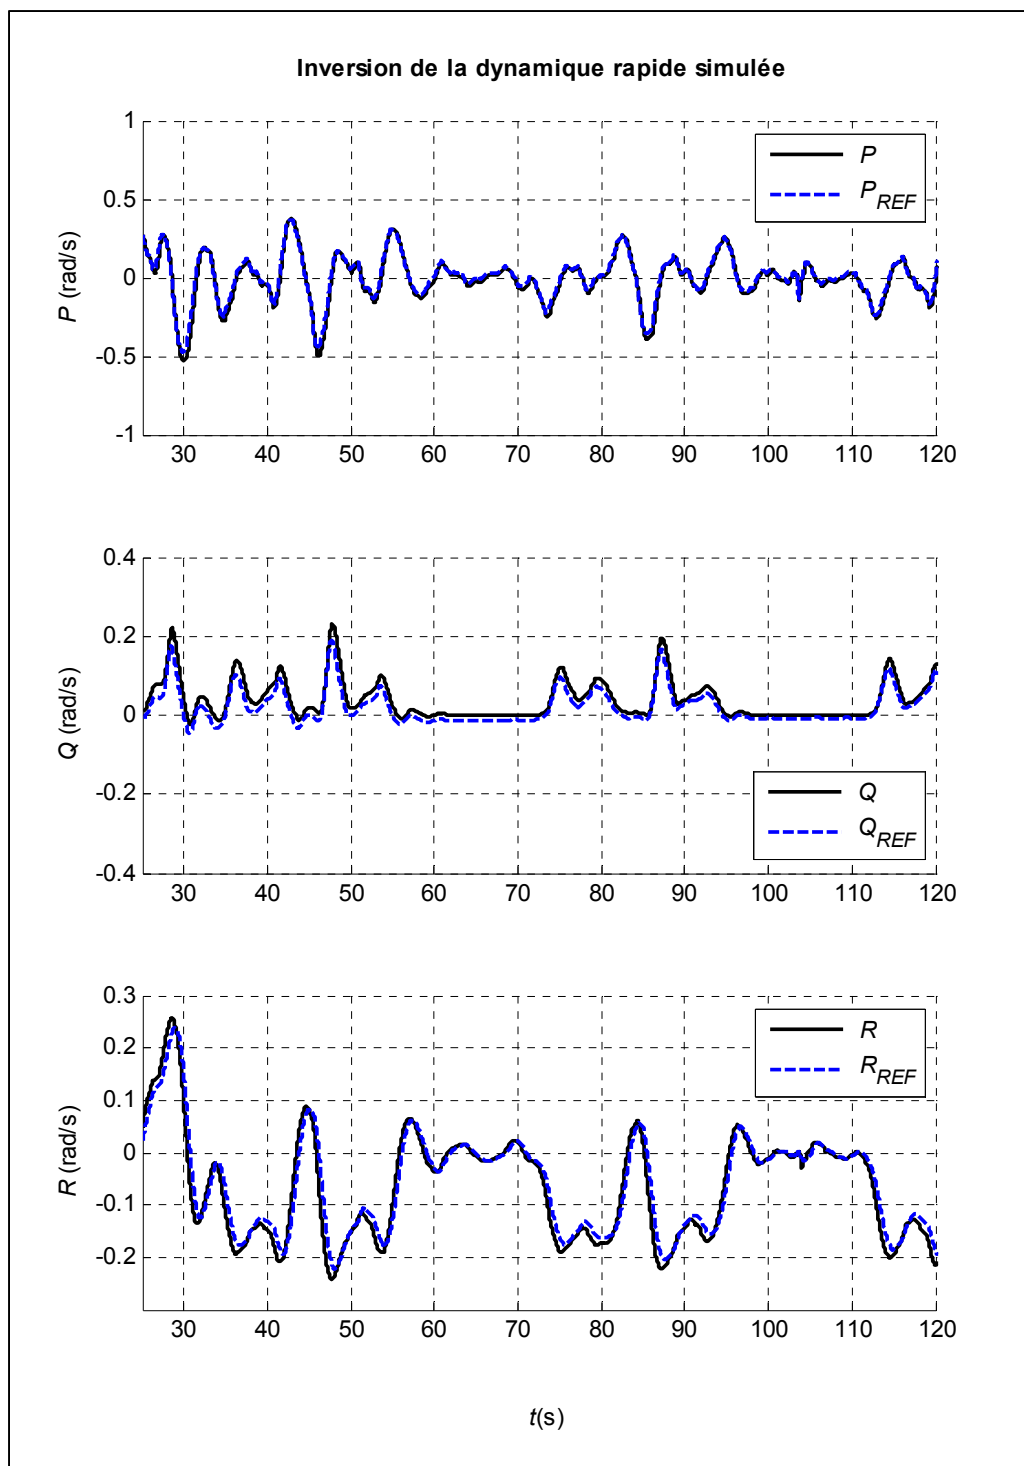 Inversion de la dynamique rapide simulée
1
0.5
0
-0.5
-1
P (rad/s)
P
P_REF
30 40 50 60 70 80 90 100 110 120
0.4
0.2
0
-0.2
-0.4
Q (rad/s)
Q
Q_REF
30 40 50 60 70 80 90 100 110 120
0.3
0.2
0.1
0
-0.1
-0.2
R (rad/s)
R
R_REF
30 40 50 60 70 80 90 100 110 120
t(s)